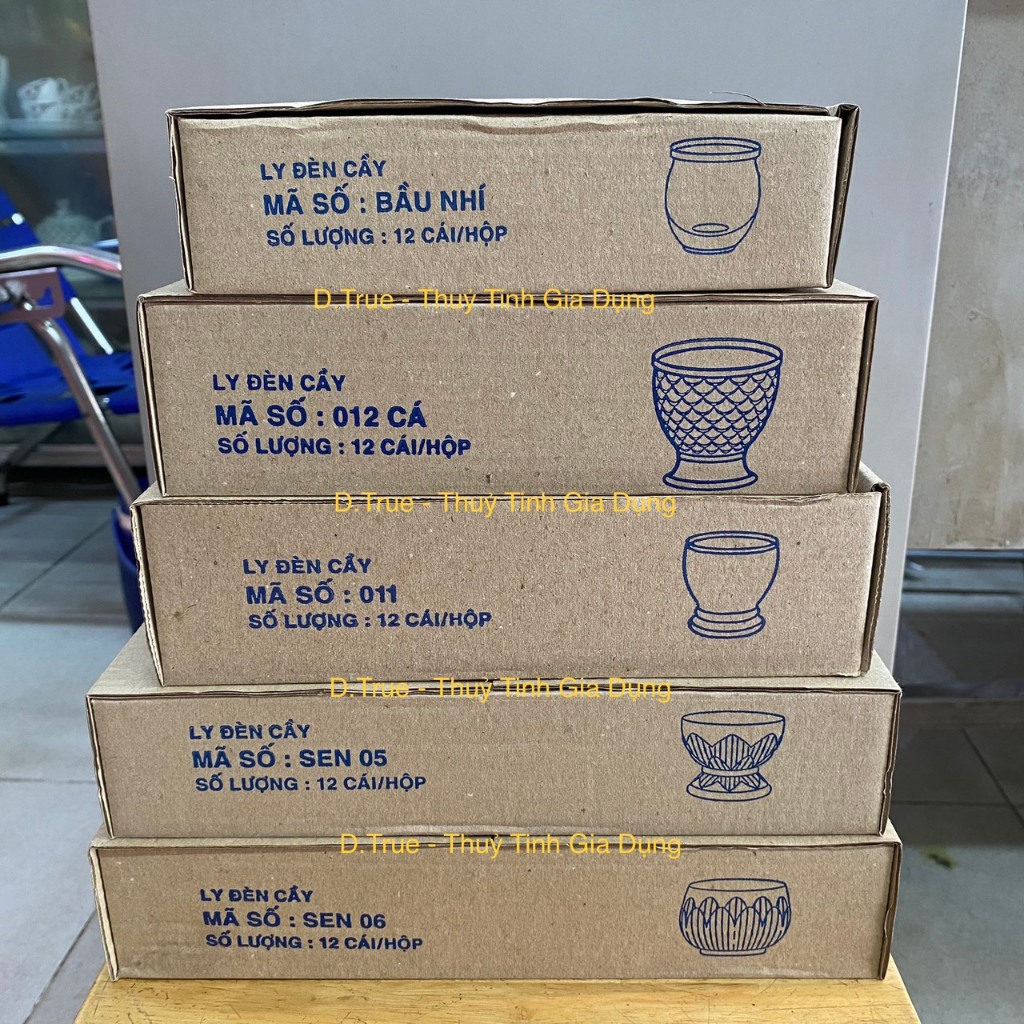 LY ĐÈN CẦY
MÃ SỐ : BẦU NHÍ
SỐ LƯỢNG : 12 CÁI/HỘP
D.True - Thuỷ Tinh Gia Dụng
LY ĐÈN CẦY
MÃ SỐ : 012 CÁ
SỐ LƯỢNG : 12 CÁI/HỘP
D.True - Thuỷ Tinh Gia Dụng
LY ĐÈN CẦY
MÃ SỐ : 011
SỐ LƯỢNG : 12 CÁI/HỘP
D.True - Thuỷ Tinh Gia Dụng
LY ĐÈN CẦY
MÃ SỐ : SEN 05
SỐ LƯỢNG : 12 CÁI/HỘP
D.True - Thuỷ Tinh Gia Dụng
LY ĐÈN CẦY
MÃ SỐ : SEN 06
SỐ LƯỢNG : 12 CÁI/HỘP